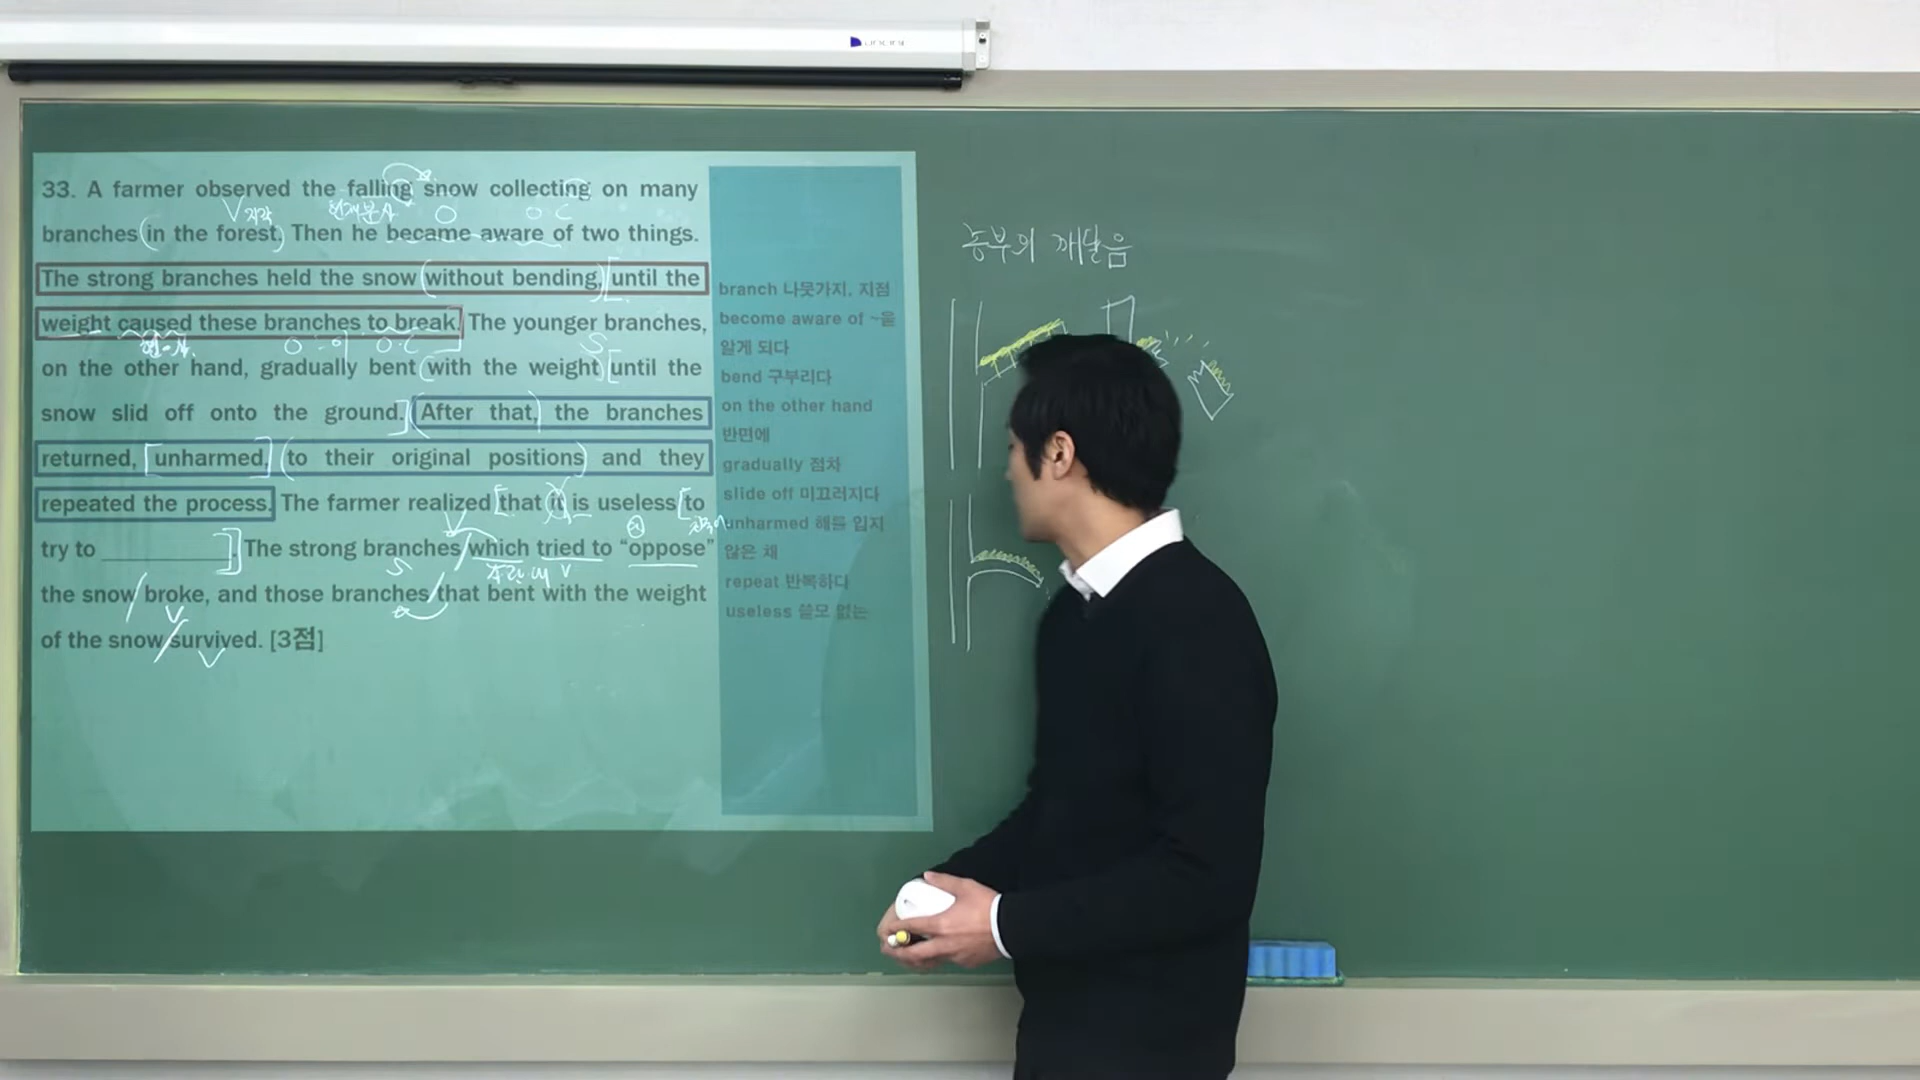 33. A farmer observed the falling snow collecting on many
branches (in the forest.) Then he became aware of two things.
The strong branches held the snow (without bending,) [until the
weight caused these branches to break.] The younger branches,
on the other hand, gradually bent (with the weight) [until the
snow slid off onto the ground.] (After that,) the branches
returned, [unharmed,] (to their original positions) and they
repeated the process. The farmer realized [that it is useless [to
try to __________]]. The strong branches which tried to “oppose”
the snow broke, and those branches that bent with the weight
of the snow survived. [3점]
V 지각
현재분사
O
O.C
O
O.C
S
V
S
V
V
V
branch 나뭇가지, 지점
become aware of ~을
알게 되다
bend 구부리다
on the other hand
반면에
gradually 점차
slide off 미끄러지다
unharmed 해를 입지
않은 채
repeat 반복하다
useless 쓸모 없는
농부의 깨달음